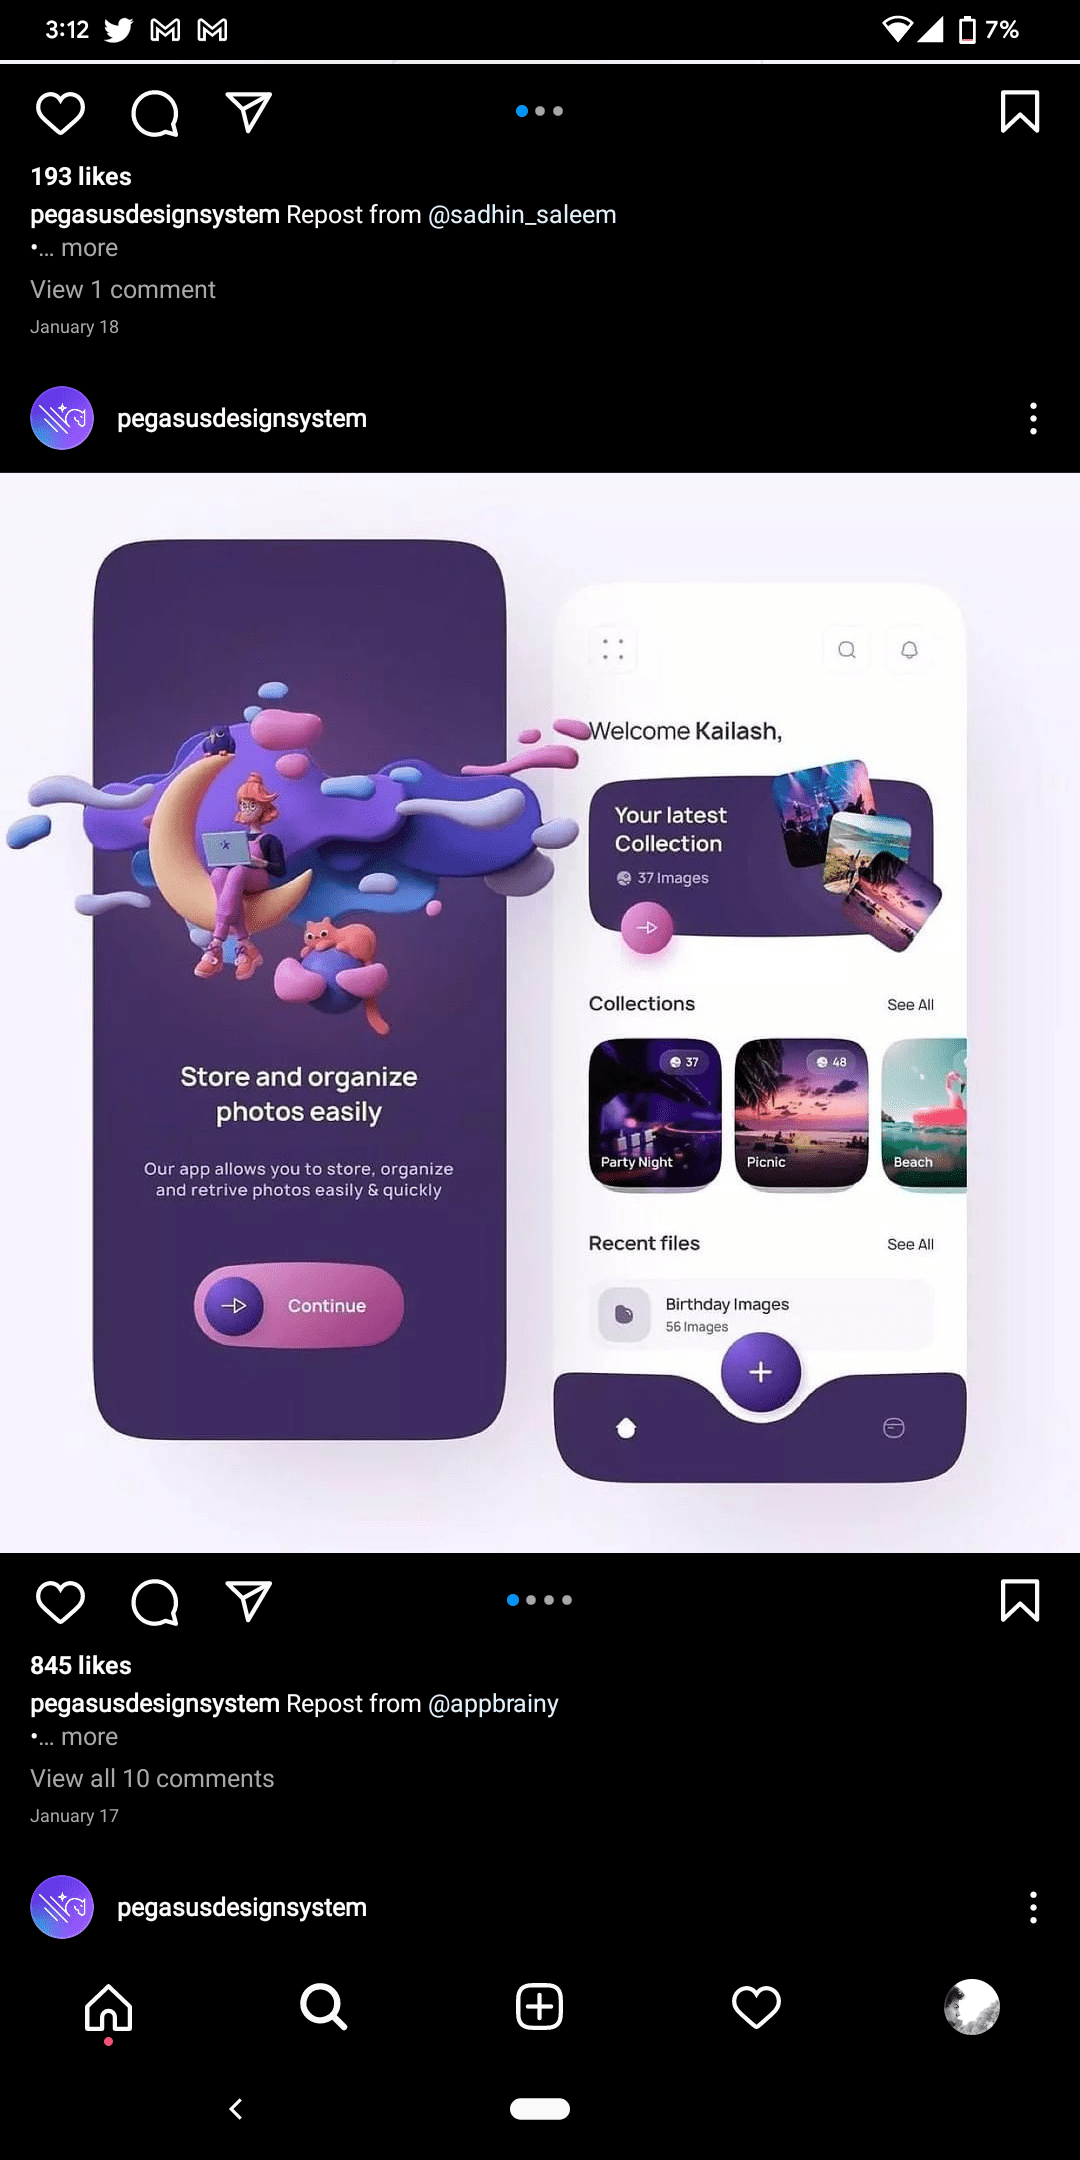 3:12
7%
193 likes
pegasusdesignsystem Repost from @sadhin_saleem
•... more
View 1 comment
January 18
pegasusdesignsystem
Store and organize
photos easily
Our app allows you to store, organize
and retrive photos easily & quickly
Continue
Welcome Kailash,
Your latest
Collection
37 Images
Collections
See All
37
48
Party Night
Picnic
Beach
Recent files
See All
Birthday Images
56 Images
845 likes
pegasusdesignsystem Repost from @appbrainy
•... more
View all 10 comments
January 17
pegasusdesignsystem